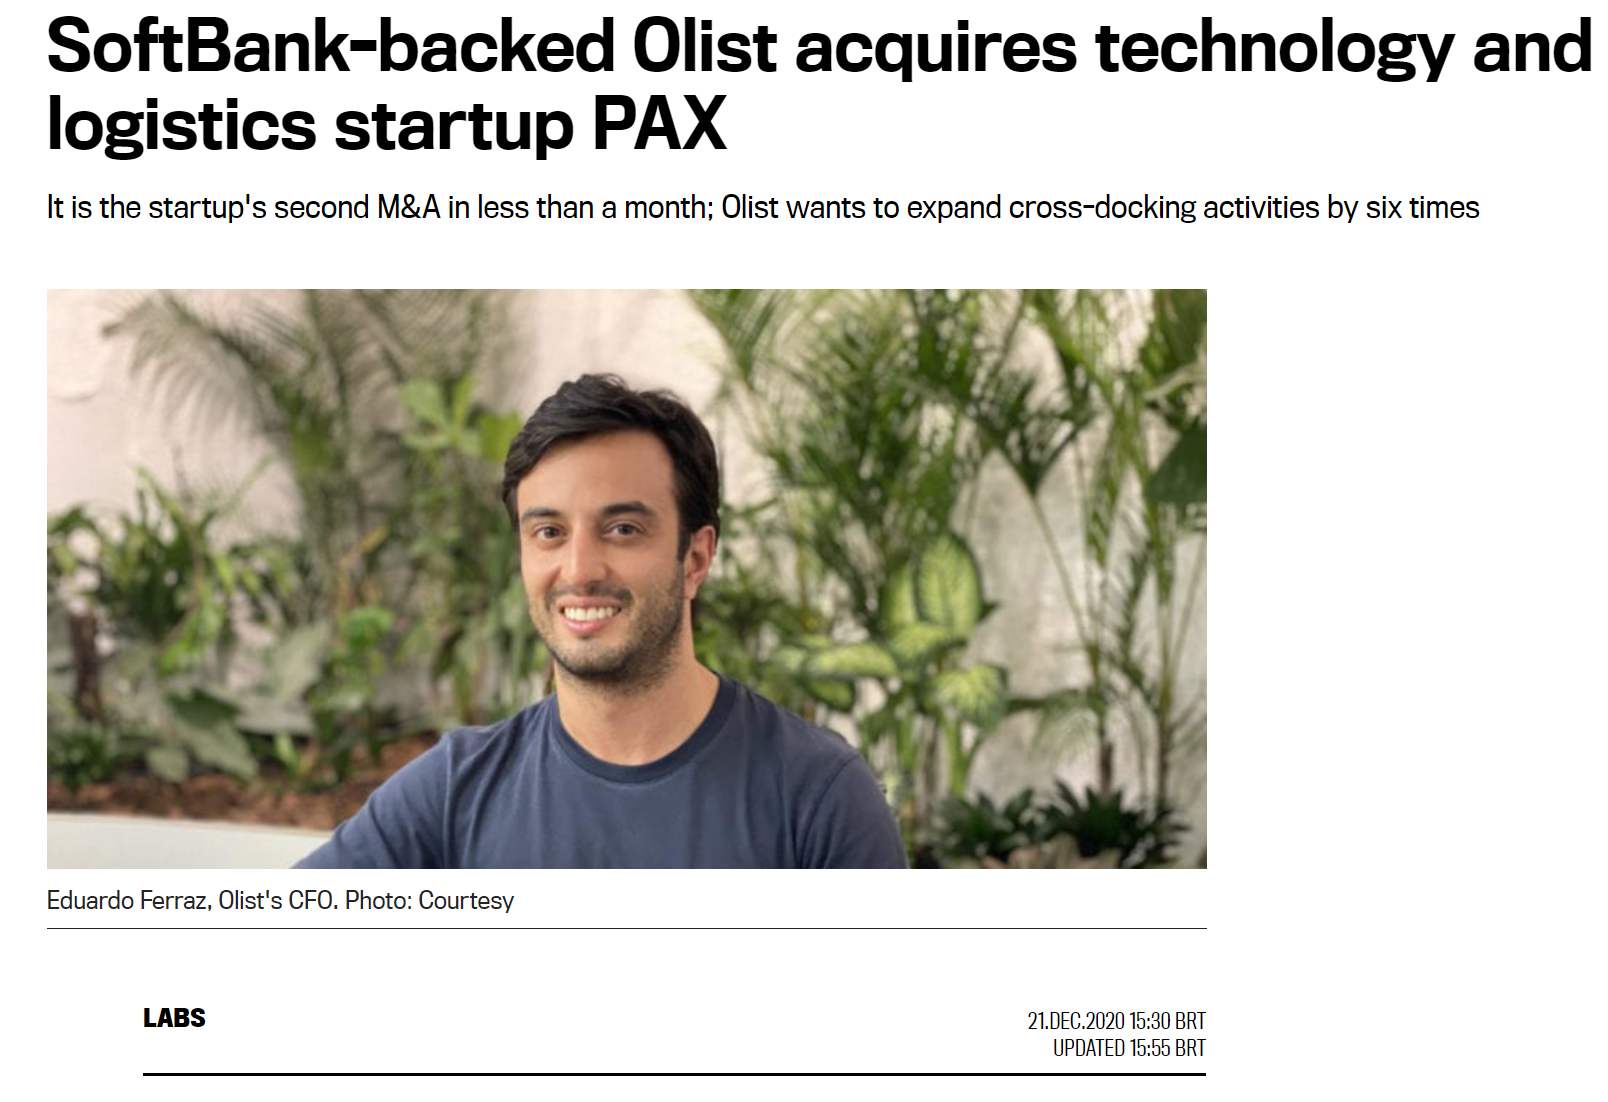 SoftBank-backed Olist acquires technology and
logistics startup PAX
It is the startup's second M&A in less than a month; Olist wants to expand cross-docking activities by six times
Eduardo Ferraz, Olist's CFO. Photo: Courtesy
LABS
21.DEC.2020 15:30 BRT
UPDATED 15:55 BRT